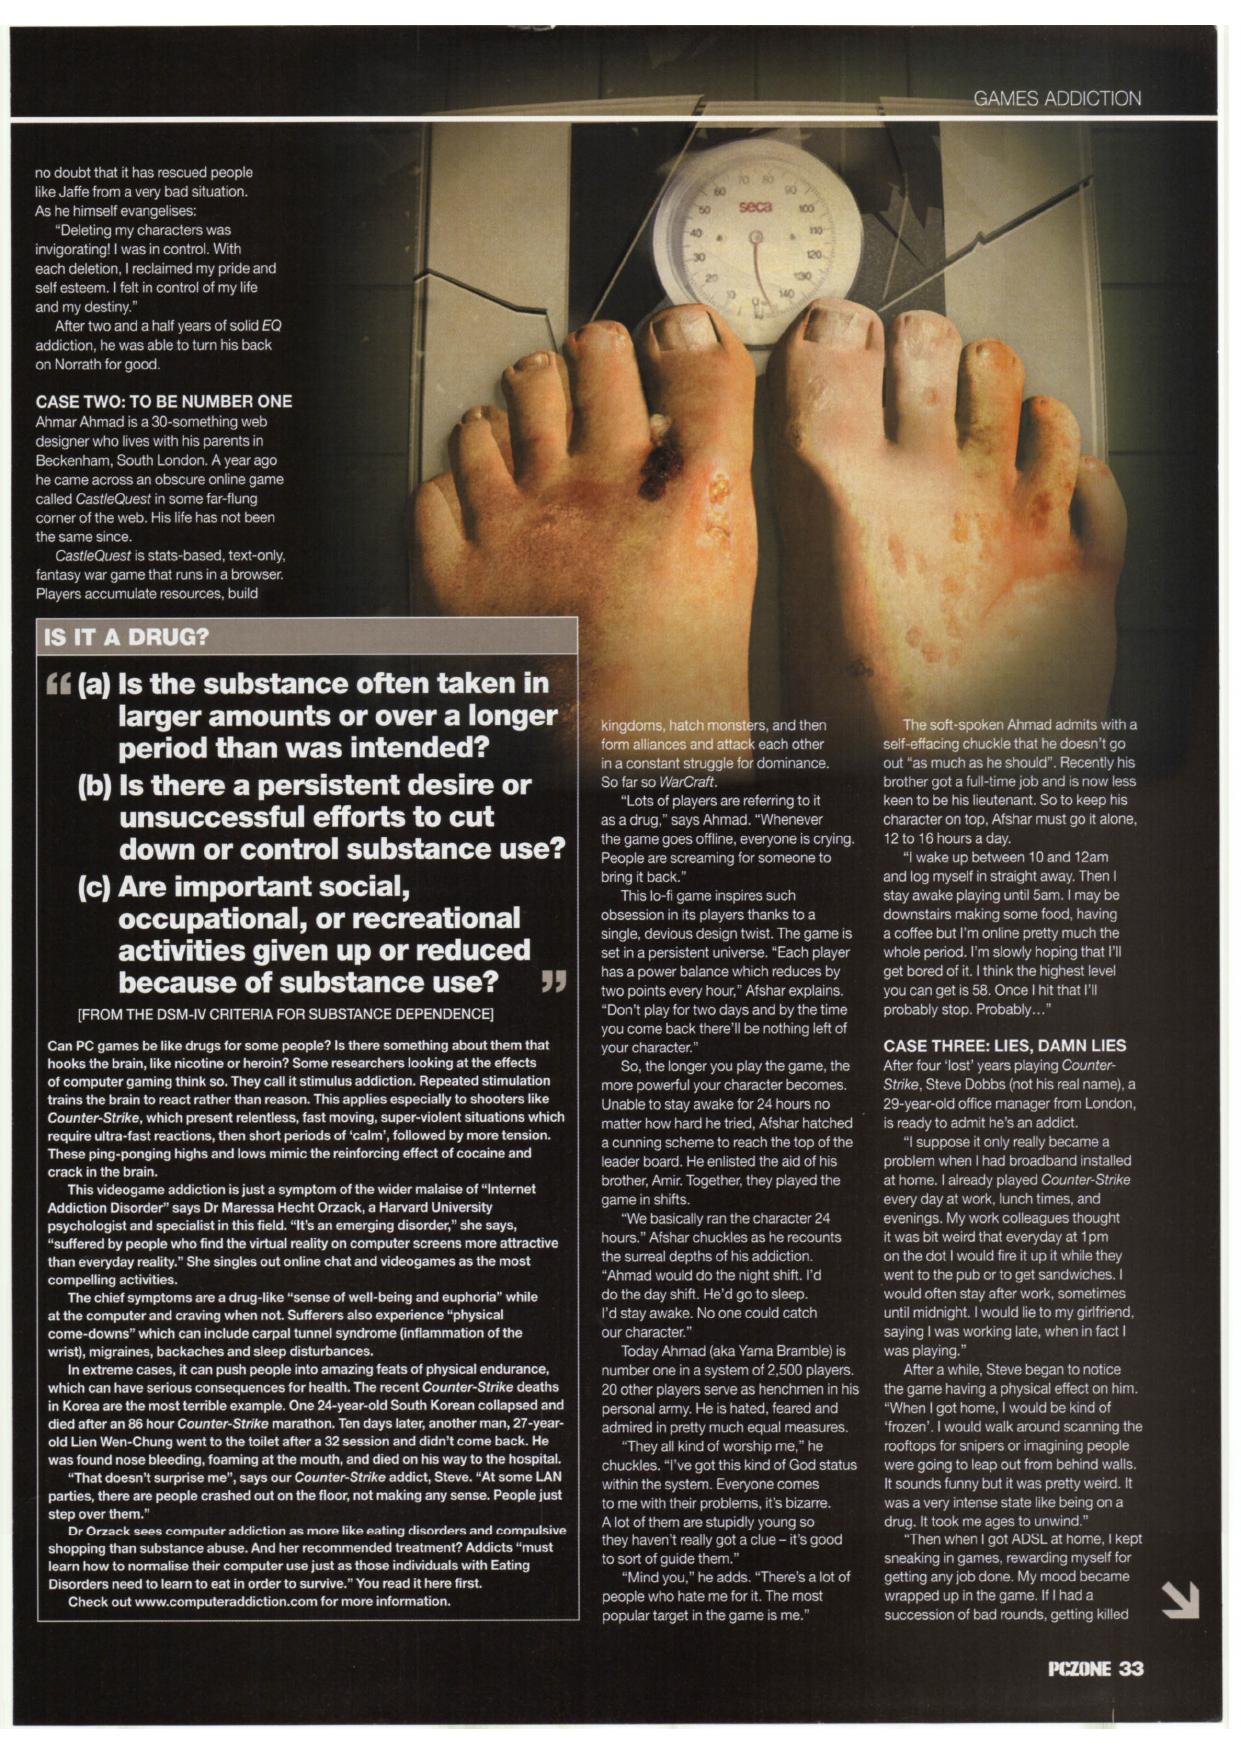 GAMES ADDICTION
no doubt that it has rescued people
like Jaffe from a very bad situation.
As he himself evangelises:
"Deleting my characters was
invigorating! I was in control. With
each deletion, I reclaimed my pride and
self esteem. I felt in control of my life
and my destiny."
After two and a half years of solid EQ
addiction, he was able to turn his back
on Norrath for good.
CASE TWO: TO BE NUMBER ONE
Ahmar Ahmad is a 30-something web
designer who lives with his parents in
Beckenham, South London. A year ago
he came across an obscure online game
called CastleQuest in some far-flung
corner of the web. His life has not been
the same since.
CastleQuest is stats-based, text-only,
fantasy war game that runs in a browser.
Players accumulate resources, build
kingdoms, hatch monsters, and then
form alliances and attack each other
in a constant struggle for dominance.
So far so WarCraft.
"Lots of players are referring to it
as a drug," says Ahmad. "Whenever
the game goes offline, everyone is crying.
People are screaming for someone to
bring it back."
This lo-fi game inspires such
obsession in its players thanks to a
single, devious design twist. The game is
set in a persistent universe. "Each player
has a power balance which reduces by
two points every hour," Afshar explains.
"Don't play for two days and by the time
you come back there'll be nothing left of
your character."
So, the longer you play the game, the
more powerful your character becomes.
Unable to stay awake for 24 hours no
matter how hard he tried, Afshar hatched
a cunning scheme to reach the top of the
leader board. He enlisted the aid of his
brother, Amir. Together, they played the
game in shifts.
"We basically ran the character 24
hours." Afshar chuckles as he recounts
the surreal depths of his addiction.
"Ahmad would do the night shift. I'd
do the day shift. He'd go to sleep.
I'd stay awake. No one could catch
our character."
Today Ahmad (aka Yama Bramble) is
number one in a system of 2,500 players.
20 other players serve as henchmen in his
personal army. He is hated, feared and
admired in pretty much equal measures.
"They all kind of worship me," he
chuckles. "I've got this kind of God status
within the system. Everyone comes
to me with their problems, it's bizarre.
A lot of them are stupidly young so
they haven't really got a clue – it's good
to sort of guide them."
"Mind you," he adds. "There's a lot of
people who hate me for it. The most
popular target in the game is me."
The soft-spoken Ahmad admits with a
self-effacing chuckle that he doesn't go
out "as much as he should". Recently his
brother got a full-time job and is now less
keen to be his lieutenant. So to keep his
character on top, Afshar must go it alone,
12 to 16 hours a day.
"I wake up between 10 and 12am
and log myself in straight away. Then I
stay awake playing until 5am. I may be
downstairs making some food, having
a coffee but I'm online pretty much the
whole period. I'm slowly hoping that I'll
get bored of it. I think the highest level
you can get is 58. Once I hit that I'll
probably stop. Probably..."
CASE THREE: LIES, DAMN LIES
After four 'lost' years playing Counter-
Strike, Steve Dobbs (not his real name), a
29-year-old office manager from London,
is ready to admit he's an addict.
"I suppose it only really became a
problem when I had broadband installed
at home. I already played Counter-Strike
every day at work, lunch times, and
evenings. My work colleagues thought
it was bit weird that everyday at 1pm
on the dot I would fire it up it while they
went to the pub or to get sandwiches. I
would often stay after work, sometimes
until midnight. I would lie to my girlfriend,
saying I was working late, when in fact I
was playing."
After a while, Steve began to notice
the game having a physical effect on him.
"When I got home, I would be kind of
'frozen'. I would walk around scanning the
rooftops for snipers or imagining people
were going to leap out from behind walls.
It sounds funny but it was pretty weird. It
was a very intense state like being on a
drug. It took me ages to unwind."
"Then when I got ADSL at home, I kept
sneaking in games, rewarding myself for
getting any job done. My mood became
wrapped up in the game. If I had a
succession of bad rounds, getting killed
IS IT A DRUG?
"(a) Is the substance often taken in
larger amounts or over a longer
period than was intended?
(b) Is there a persistent desire or
unsuccessful efforts to cut
down or control substance use?
(c) Are important social,
occupational, or recreational
activities given up or reduced
because of substance use?"
[FROM THE DSM-IV CRITERIA FOR SUBSTANCE DEPENDENCE]
Can PC games be like drugs for some people? Is there something about them that
hooks the brain, like nicotine or heroin? Some researchers looking at the effects
of computer gaming think so. They call it stimulus addiction. Repeated stimulation
trains the brain to react rather than reason. This applies especially to shooters like
Counter-Strike, which present relentless, fast moving, super-violent situations which
require ultra-fast reactions, then short periods of 'calm', followed by more tension.
These ping-ponging highs and lows mimic the reinforcing effect of cocaine and
crack in the brain.
This videogame addiction is just a symptom of the wider malaise of "Internet
Addiction Disorder" says Dr Maressa Hecht Orzack, a Harvard University
psychologist and specialist in this field. "It's an emerging disorder," she says,
"suffered by people who find the virtual reality on computer screens more attractive
than everyday reality." She singles out online chat and videogames as the most
compelling activities.
The chief symptoms are a drug-like "sense of well-being and euphoria" while
at the computer and craving when not. Sufferers also experience "physical
come-downs" which can include carpal tunnel syndrome (inflammation of the
wrist), migraines, backaches and sleep disturbances.
In extreme cases, it can push people into amazing feats of physical endurance,
which can have serious consequences for health. The recent Counter-Strike deaths
in Korea are the most terrible example. One 24-year-old South Korean collapsed and
died after an 86 hour Counter-Strike marathon. Ten days later, another man, 27-year-
old Lien Wen-Chung went to the toilet after a 32 session and didn't come back. He
was found nose bleeding, foaming at the mouth, and died on his way to the hospital.
"That doesn't surprise me", says our Counter-Strike addict, Steve. "At some LAN
parties, there are people crashed out on the floor, not making any sense. People just
step over them."
Dr Orzack sees computer addiction as more like eating disorders and compulsive
shopping than substance abuse. And her recommended treatment? Addicts "must
learn how to normalise their computer use just as those individuals with Eating
Disorders need to learn to eat in order to survive." You read it here first.
Check out www.computeraddiction.com for more information.
seca
0 10 20 30 40 50 60 70 80 90 100 110 120 130 140
PCZONE 33